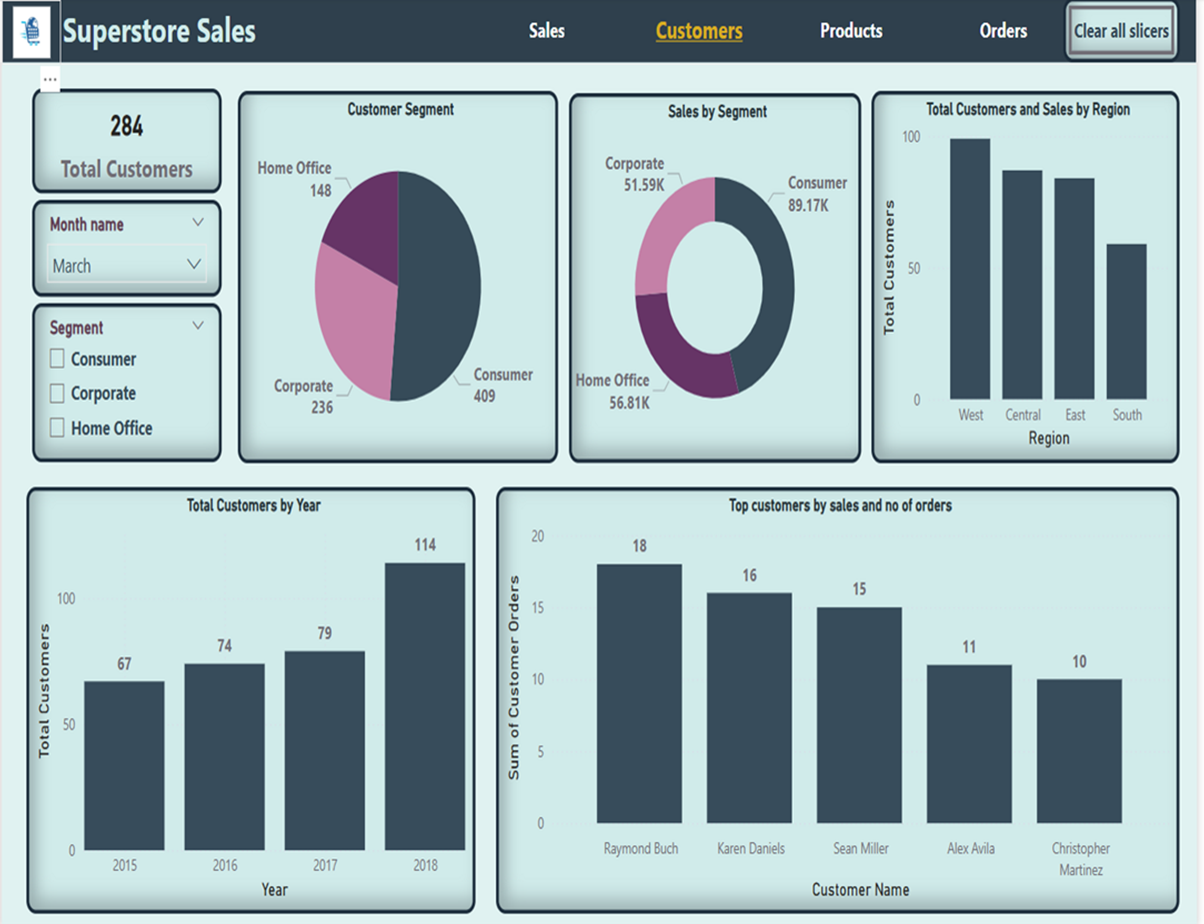 Superstore Sales
Sales
Customers
Products
Orders
Clear all slicers
...
284
Total Customers
Month name
March
Segment
Consumer
Corporate
Home Office
Customer Segment
Home Office
148
Corporate
236
Consumer
409
Sales by Segment
Corporate
51.59K
Consumer
89.17K
Home Office
56.81K
Total Customers and Sales by Region
Total Customers
100
50
0
West Central East South
Region
Total Customers by Year
Total Customers
100
50
0
67
74
79
114
2015 2016 2017 2018
Year
Top customers by sales and no of orders
Sum of Customer Orders
20
15
10
5
0
18
16
15
11
10
Raymond Buch
Karen Daniels
Sean Miller
Alex Avila
Christopher
Martinez
Customer Name